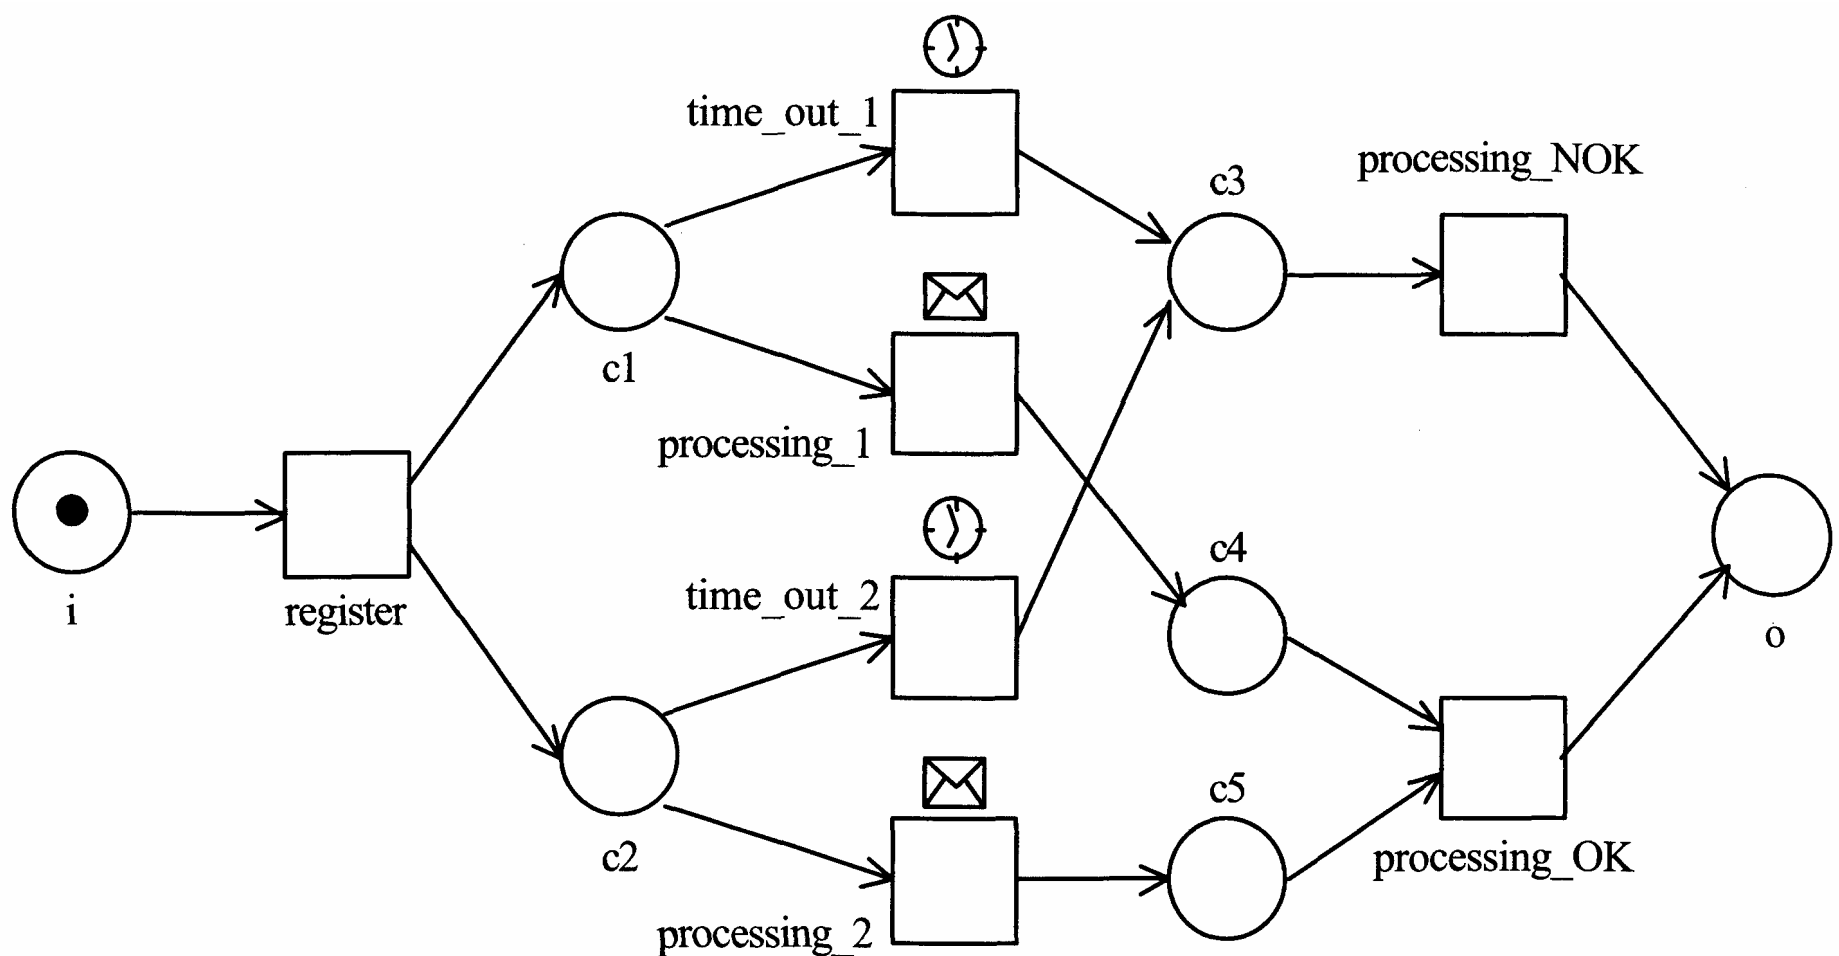 time_out_1
processing_NOK
c3
c1
processing_1
i
register
time_out_2
c4
o
c2
c5
processing_OK
processing_2